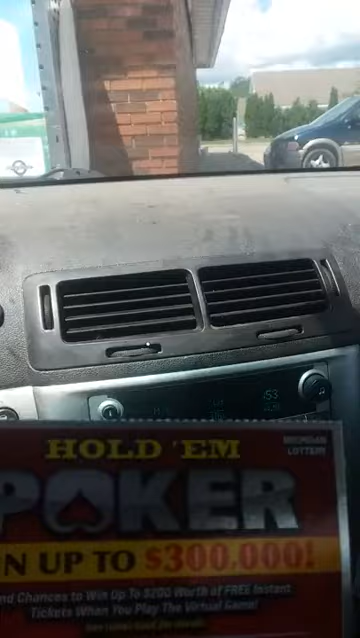 :53
HOLD 'EM
MICHIGAN
LOTTERY
POKER
N UP TO $300,000!
nd Chances to Win Up To $200 Worth of FREE Instant
Tickets When You Play The Virtual Game!